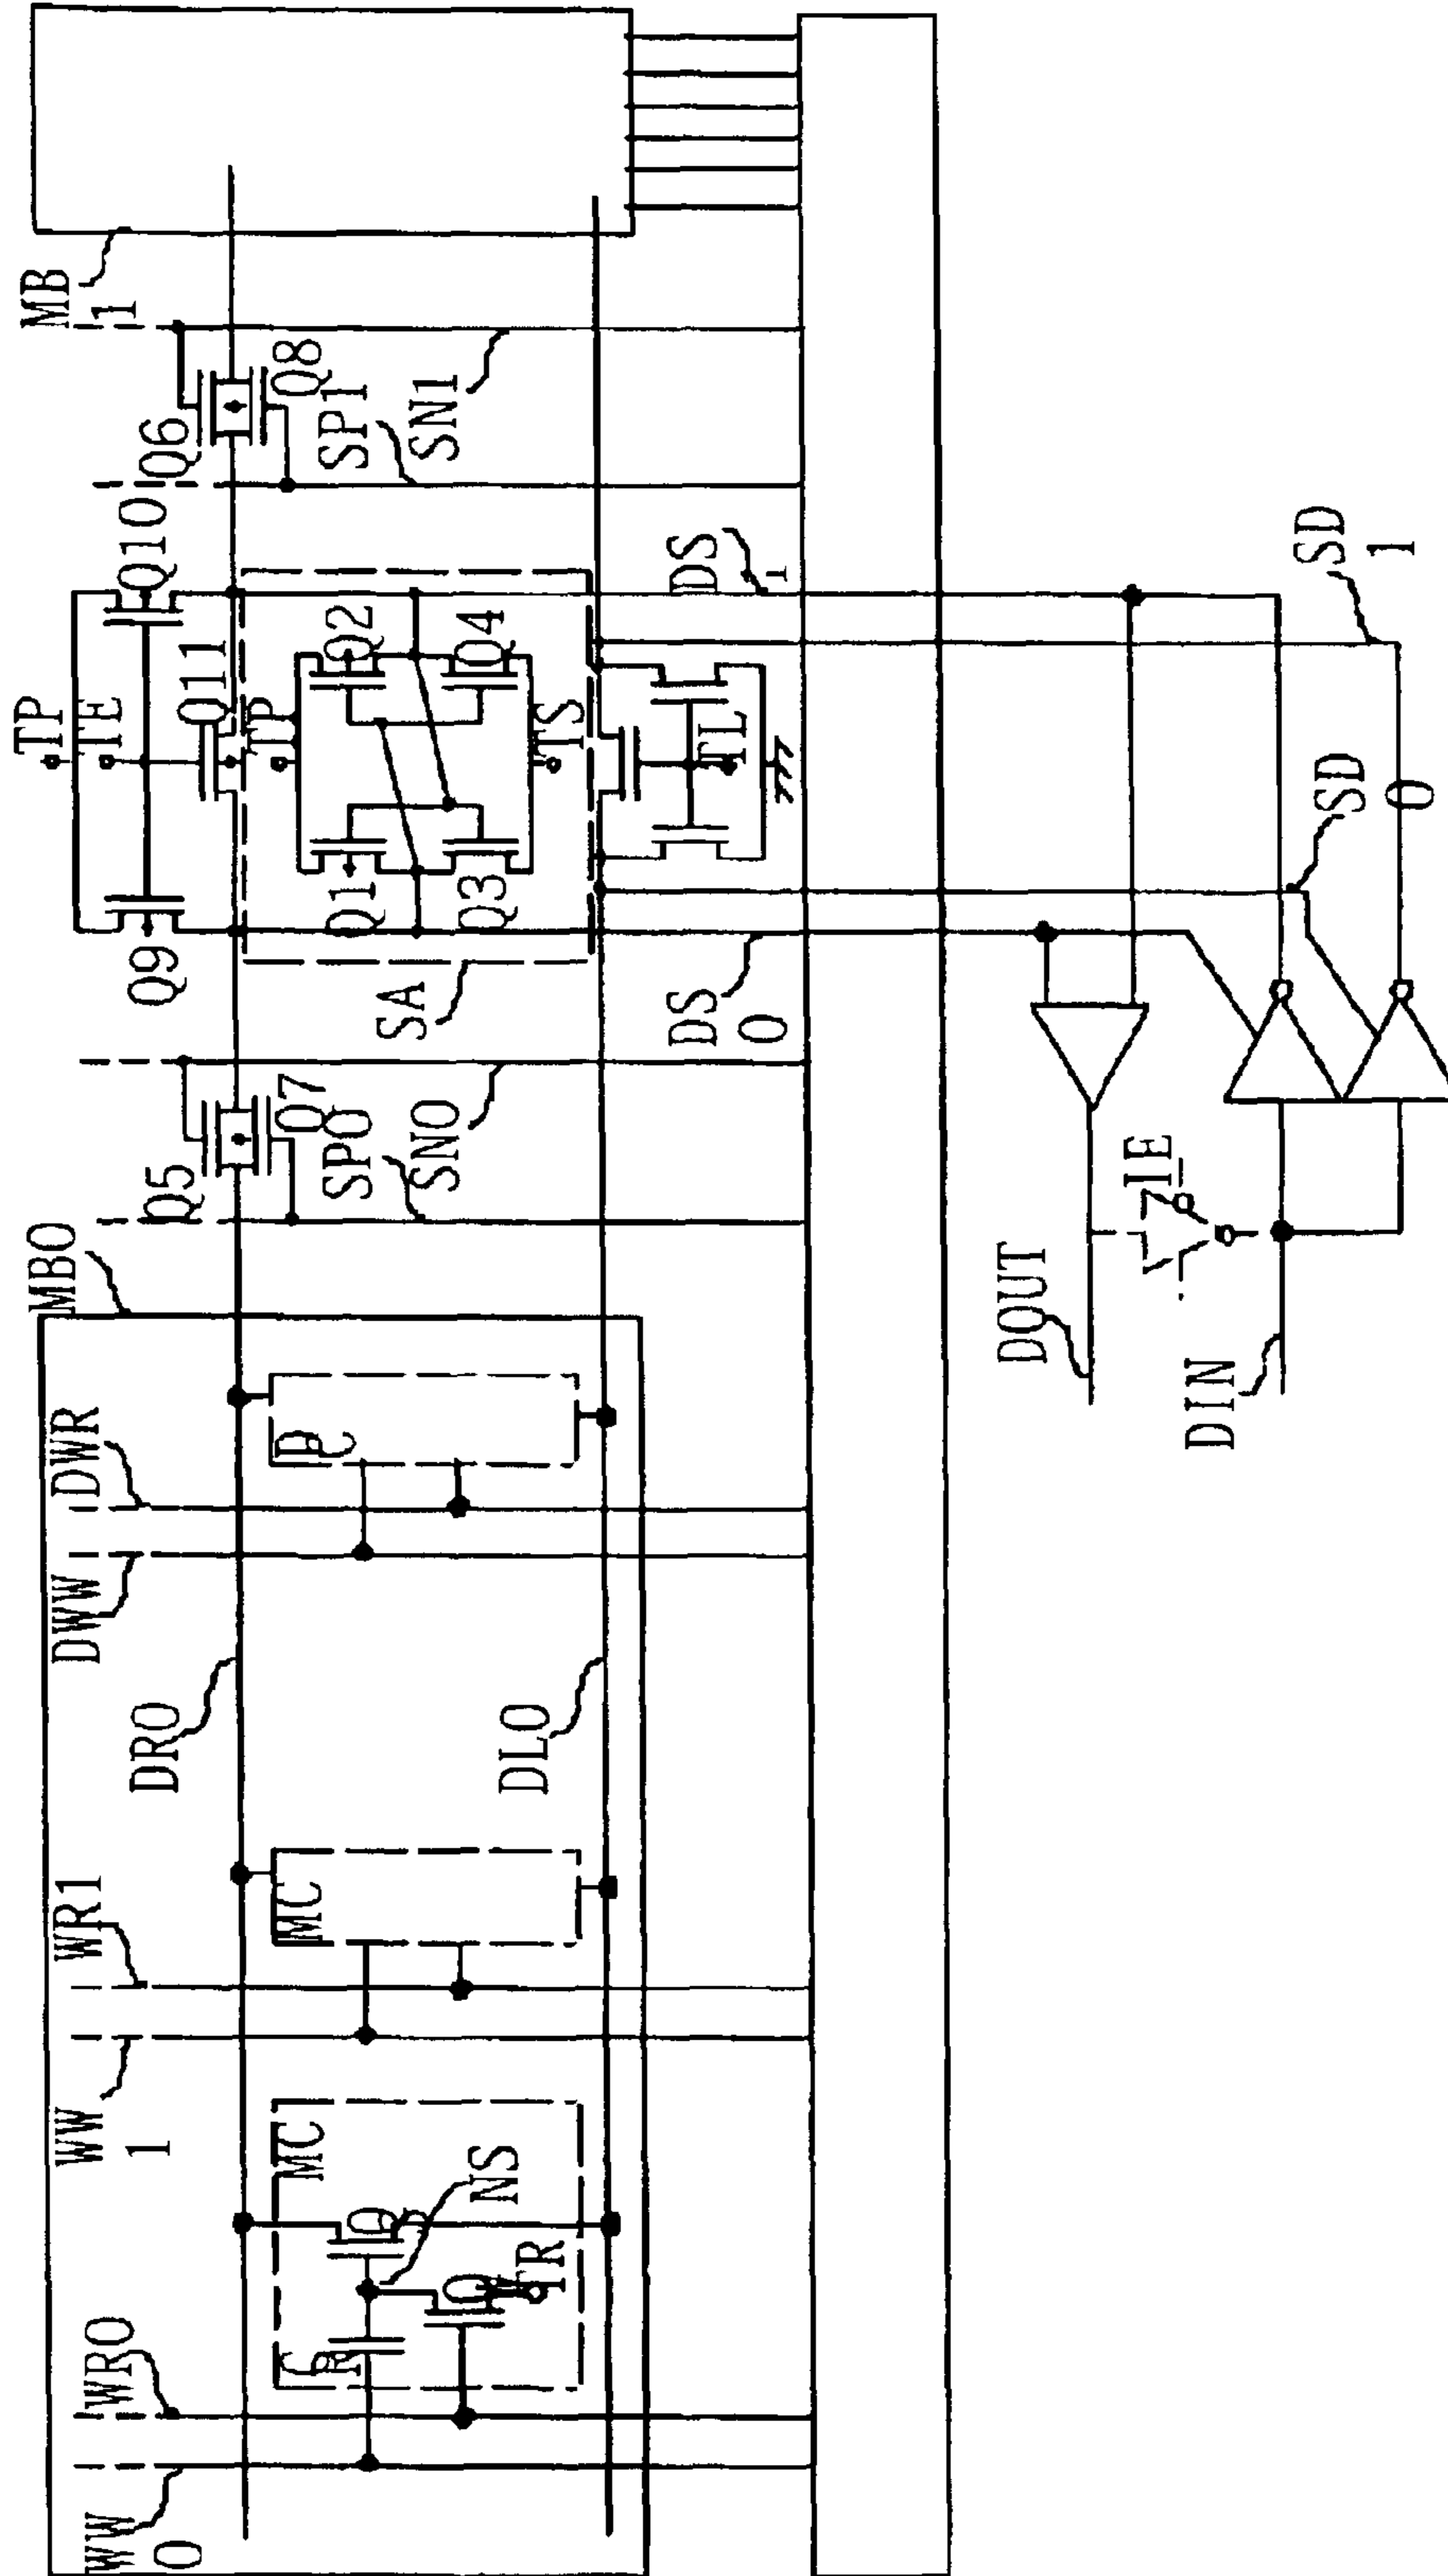 WW
0
WR0
WW
1
WR1
DWW
DWR
MB0
MC
NS
TR
MC
DR0
DL0
Q5
Q7
SP0
SN0
Q9
TP
TE
Q10
Q11
TP
Q1
Q2
Q3
Q4
TS
SA
TL
DS
0
DS
1
Q6
Q8
SP1
SN1
MB
1
DOUT
DIN
IE
SD
0
SD
1